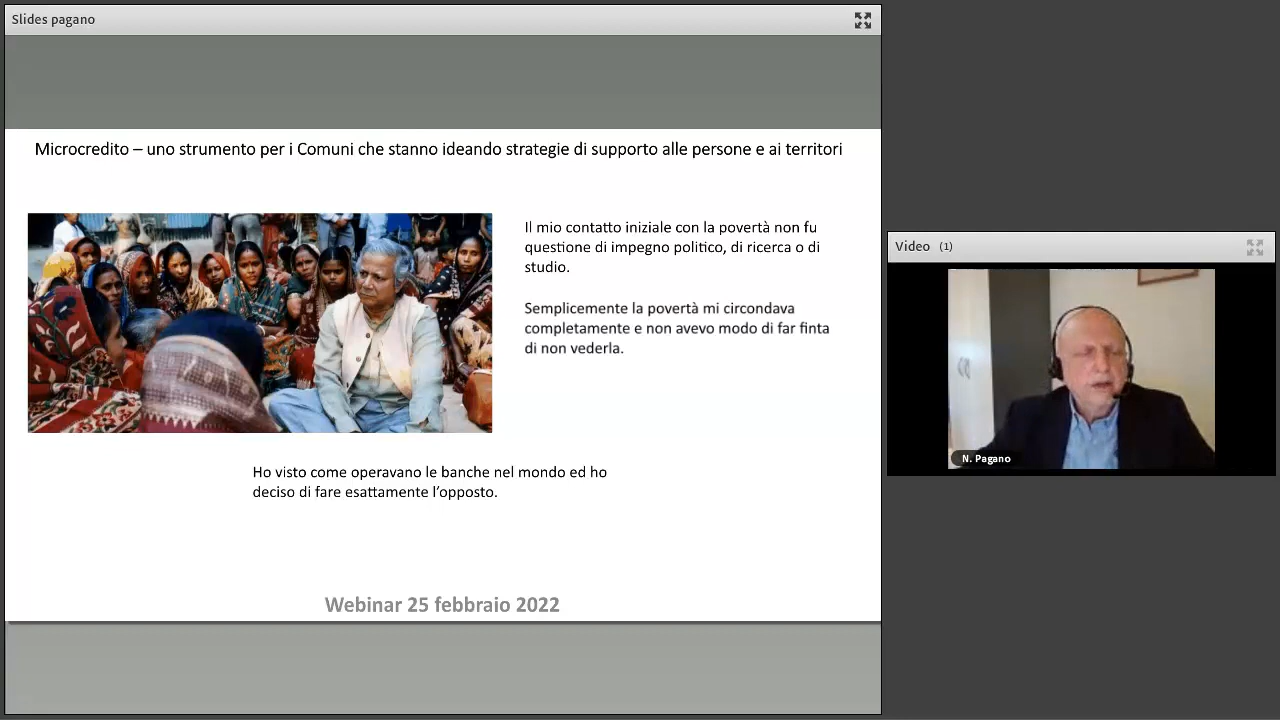 Slides pagano
Microcredito – uno strumento per i Comuni che stanno ideando strategie di supporto alle persone e ai territori
Il mio contatto iniziale con la povertà non fu
questione di impegno politico, di ricerca o di
studio.
Semplicemente la povertà mi circondava
completamente e non avevo modo di far finta
di non vederla.
Ho visto come operavano le banche nel mondo ed ho
deciso di fare esattamente l'opposto.
Webinar 25 febbraio 2022
Video (1)
N. Pagano